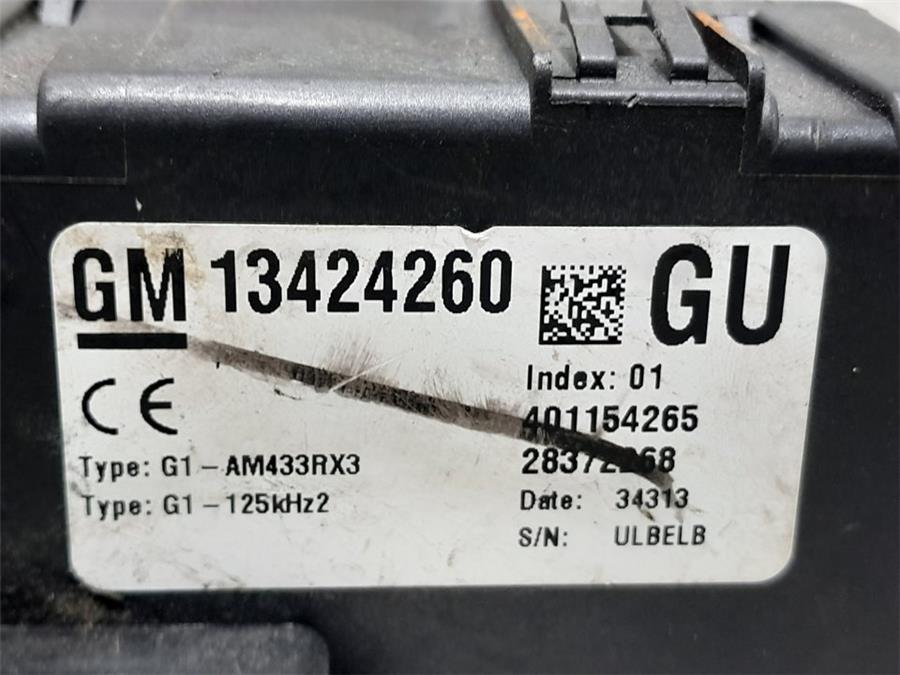 GM 13424260 GU
Index: 01
401154265
CE
Type: G1-AM433RX3
Type: G1-125kHz2
Date: 34313
S/N: ULBELB